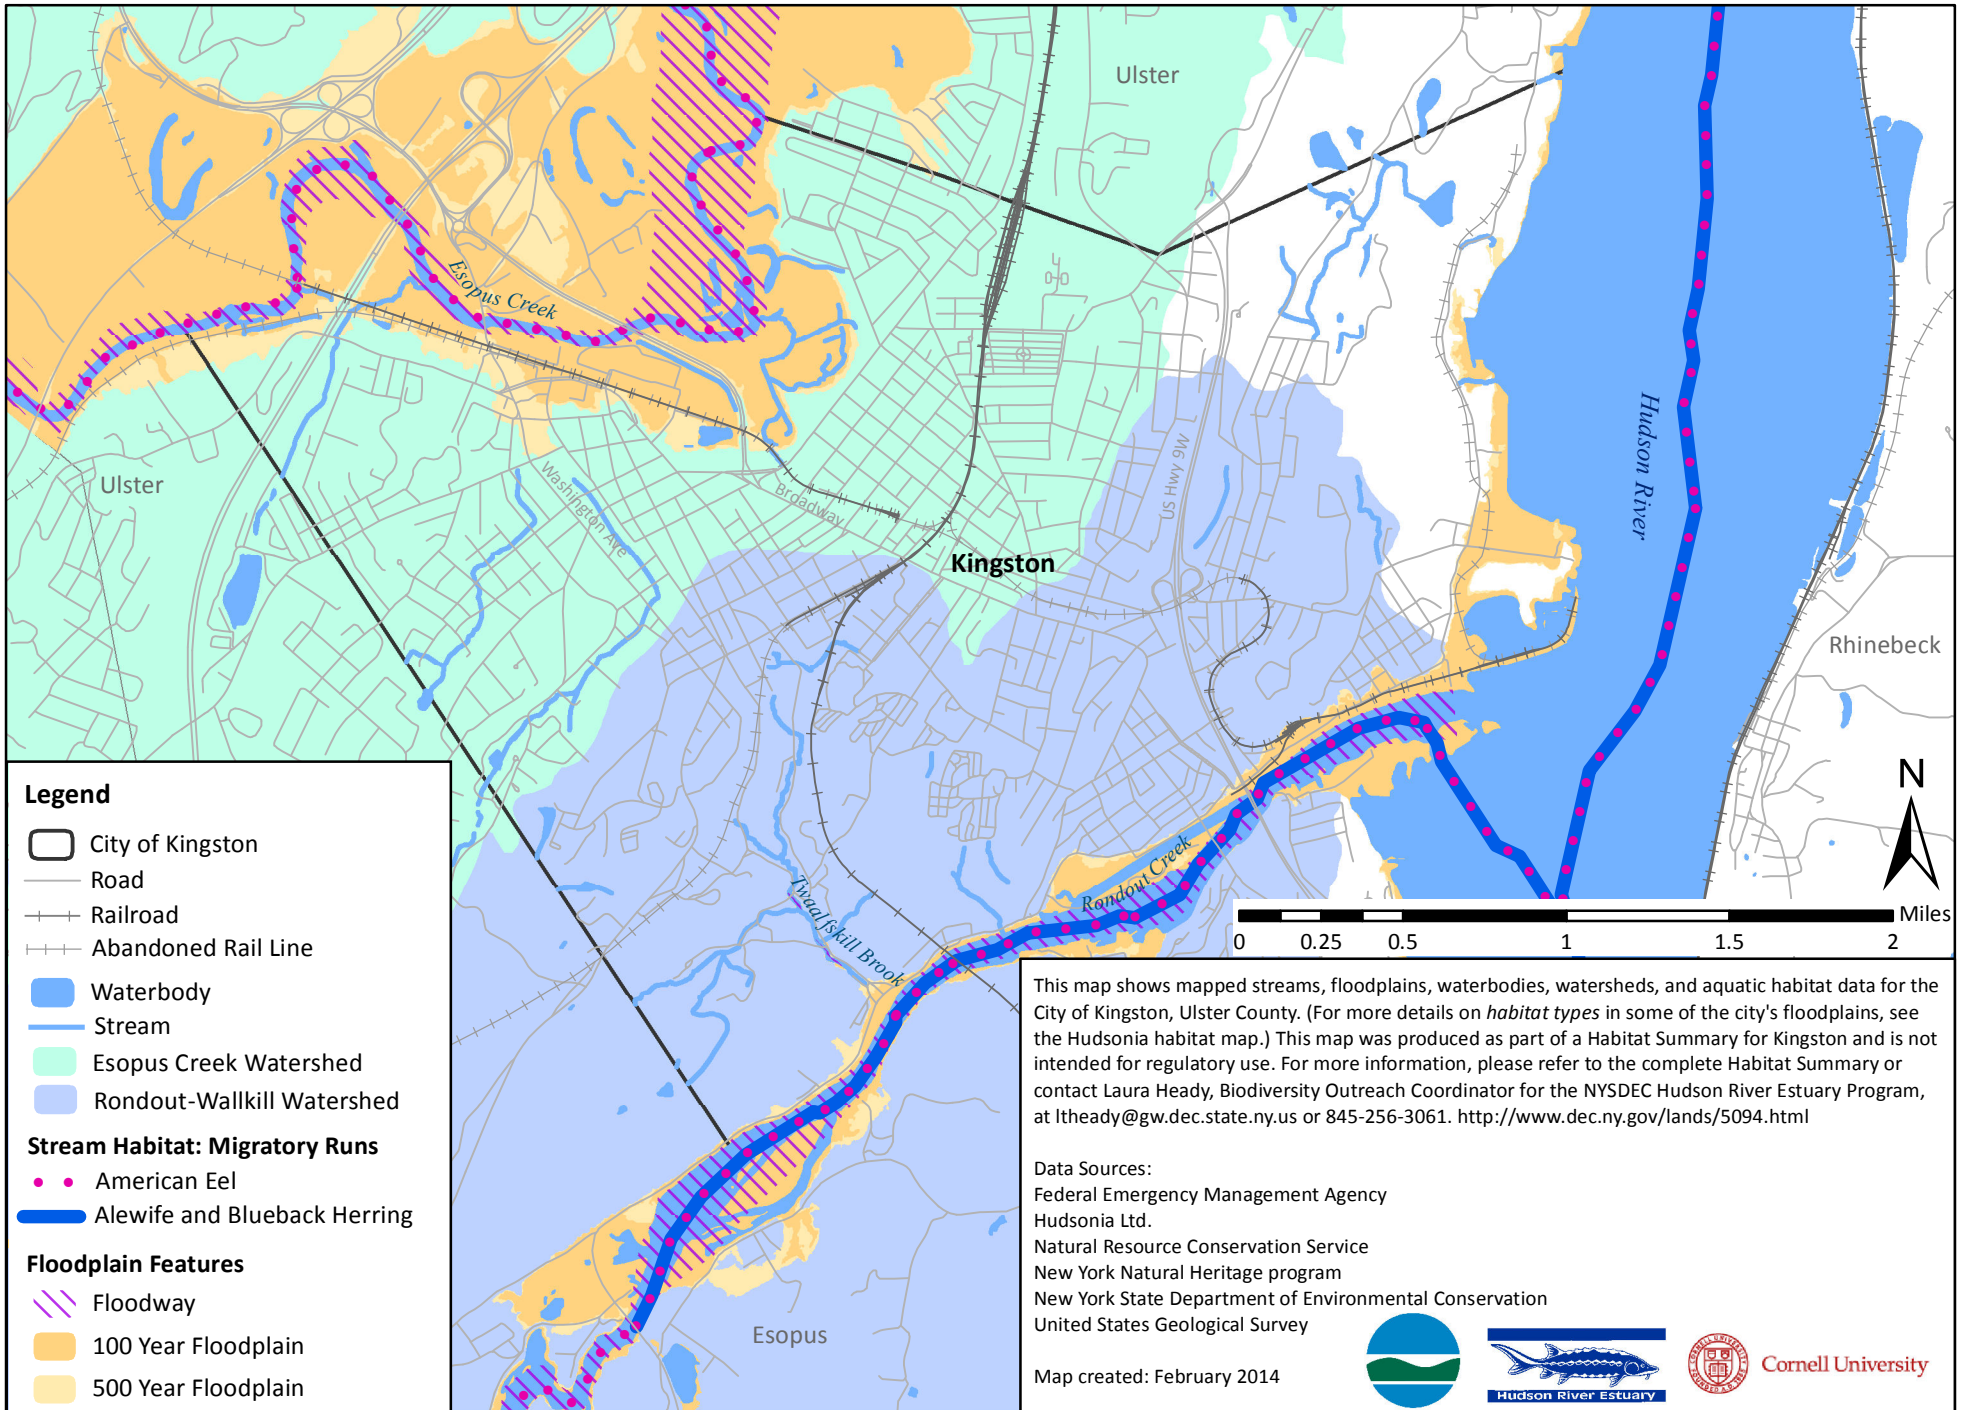 Ulster
Esopus Creek
Ulster
Washington Ave
Broadway
US Hwy 9W
Kingston
Hudson River
Rhinebeck
Rondout Creek
Twaalfskill Brook
Esopus
N
Miles
0 0.25 0.5 1 1.5 2
Legend
City of Kingston
Road
Railroad
Abandoned Rail Line
Waterbody
Stream
Esopus Creek Watershed
Rondout-Wallkill Watershed
Stream Habitat: Migratory Runs
American Eel
Alewife and Blueback Herring
Floodplain Features
Floodway
100 Year Floodplain
500 Year Floodplain
This map shows mapped streams, floodplains, waterbodies, watersheds, and aquatic habitat data for the
City of Kingston, Ulster County. (For more details on habitat types in some of the city's floodplains, see
the Hudsonia habitat map.) This map was produced as part of a Habitat Summary for Kingston and is not
intended for regulatory use. For more information, please refer to the complete Habitat Summary or
contact Laura Heady, Biodiversity Outreach Coordinator for the NYSDEC Hudson River Estuary Program,
at ltheady@gw.dec.state.ny.us or 845-256-3061. http://www.dec.ny.gov/lands/5094.html
Data Sources:
Federal Emergency Management Agency
Hudsonia Ltd.
Natural Resource Conservation Service
New York Natural Heritage program
New York State Department of Environmental Conservation
United States Geological Survey
Map created: February 2014
Hudson River Estuary
Cornell University